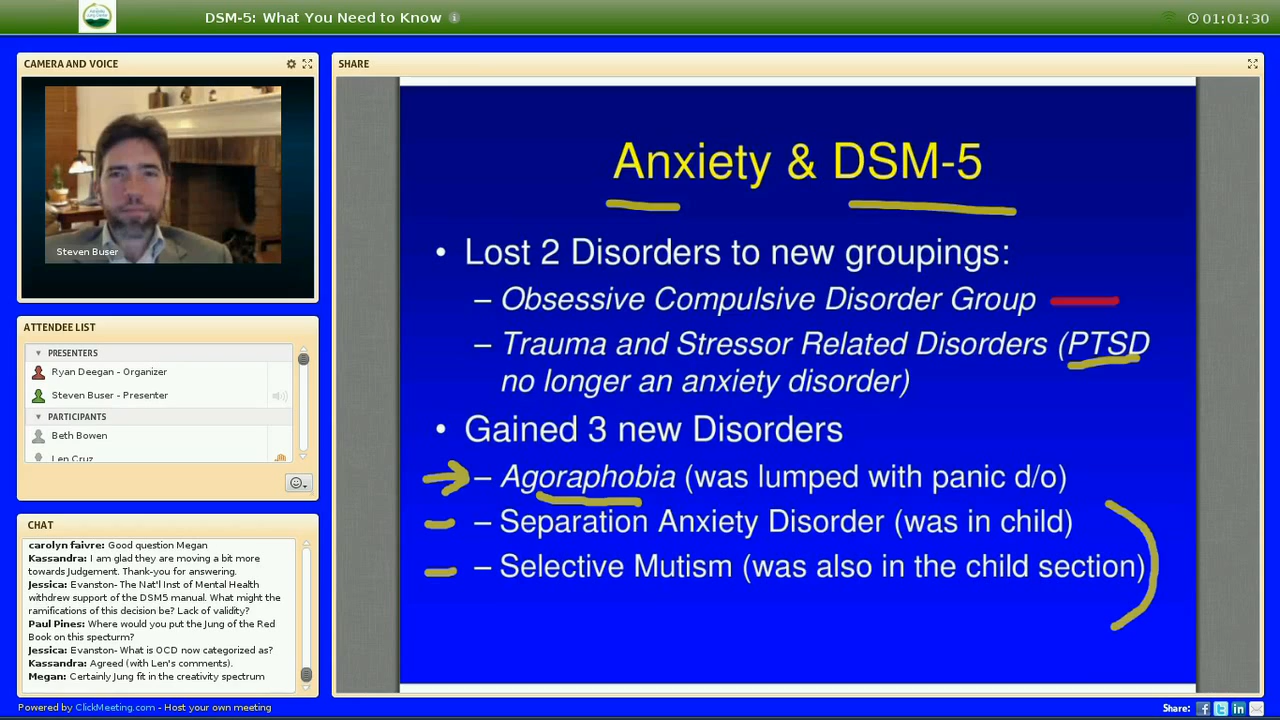 DSM-5: What You Need to Know
01:01:30
CAMERA AND VOICE
Steven Buser
ATTENDEE LIST
PRESENTERS
Ryan Deegan - Organizer
Steven Buser - Presenter
PARTICIPANTS
Beth Bowen
Len Cruz
CHAT
carolyn faivre: Good question Megan
Kassandra: I am glad they are moving a bit more
towards Judgement. Thank-you for answering.
Jessica: Evanston- The Nat'l Inst of Mental Health
withdrew support of the DSM5 manual. What might the
ramifications of this decision be? Lack of validity?
Paul Pines: Where would you put the Jung of the Red
Book on this specturm?
Jessica: Evanston- What is OCD now categorized as?
Kassandra: Agreed (with Len's comments).
Megan: Certainly Jung fit in the creativity spectrum
SHARE
Anxiety & DSM-5
• Lost 2 Disorders to new groupings:
– Obsessive Compulsive Disorder Group
– Trauma and Stressor Related Disorders (PTSD
no longer an anxiety disorder)
• Gained 3 new Disorders
– Agoraphobia (was lumped with panic d/o)
– Separation Anxiety Disorder (was in child)
– Selective Mutism (was also in the child section)
Powered by ClickMeeting.com - Host your own meeting
Share: